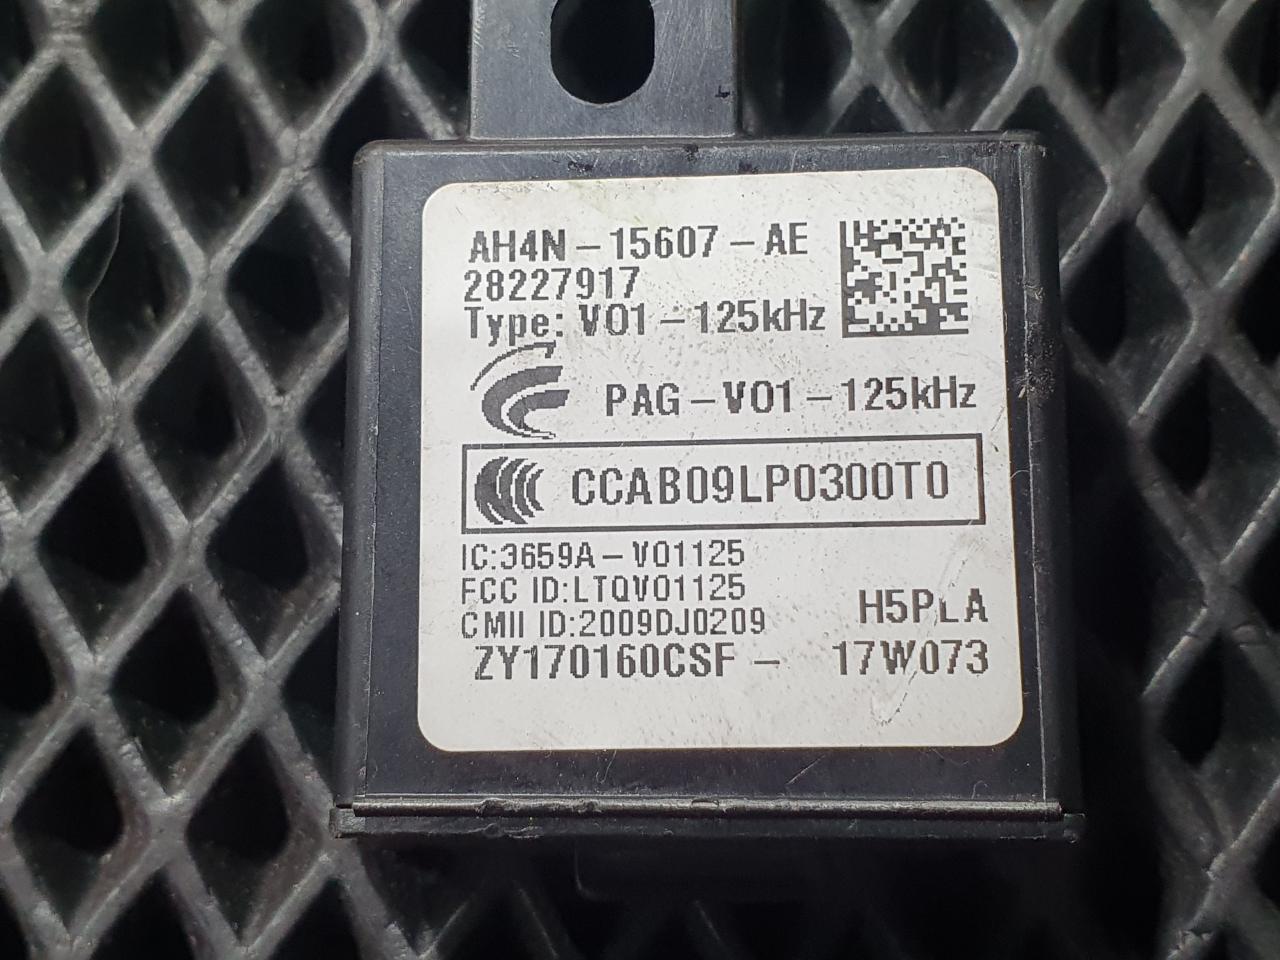 AH4N-15607-AE
28227917
Type: V01-125kHz
PAG-V01-125kHz
CCAB09LP0300T0
IC:3659A-V01125
FCC ID:LTQV01125
CMII ID:2009DJ0209
H5PLA
ZY170160CSF- 17W073